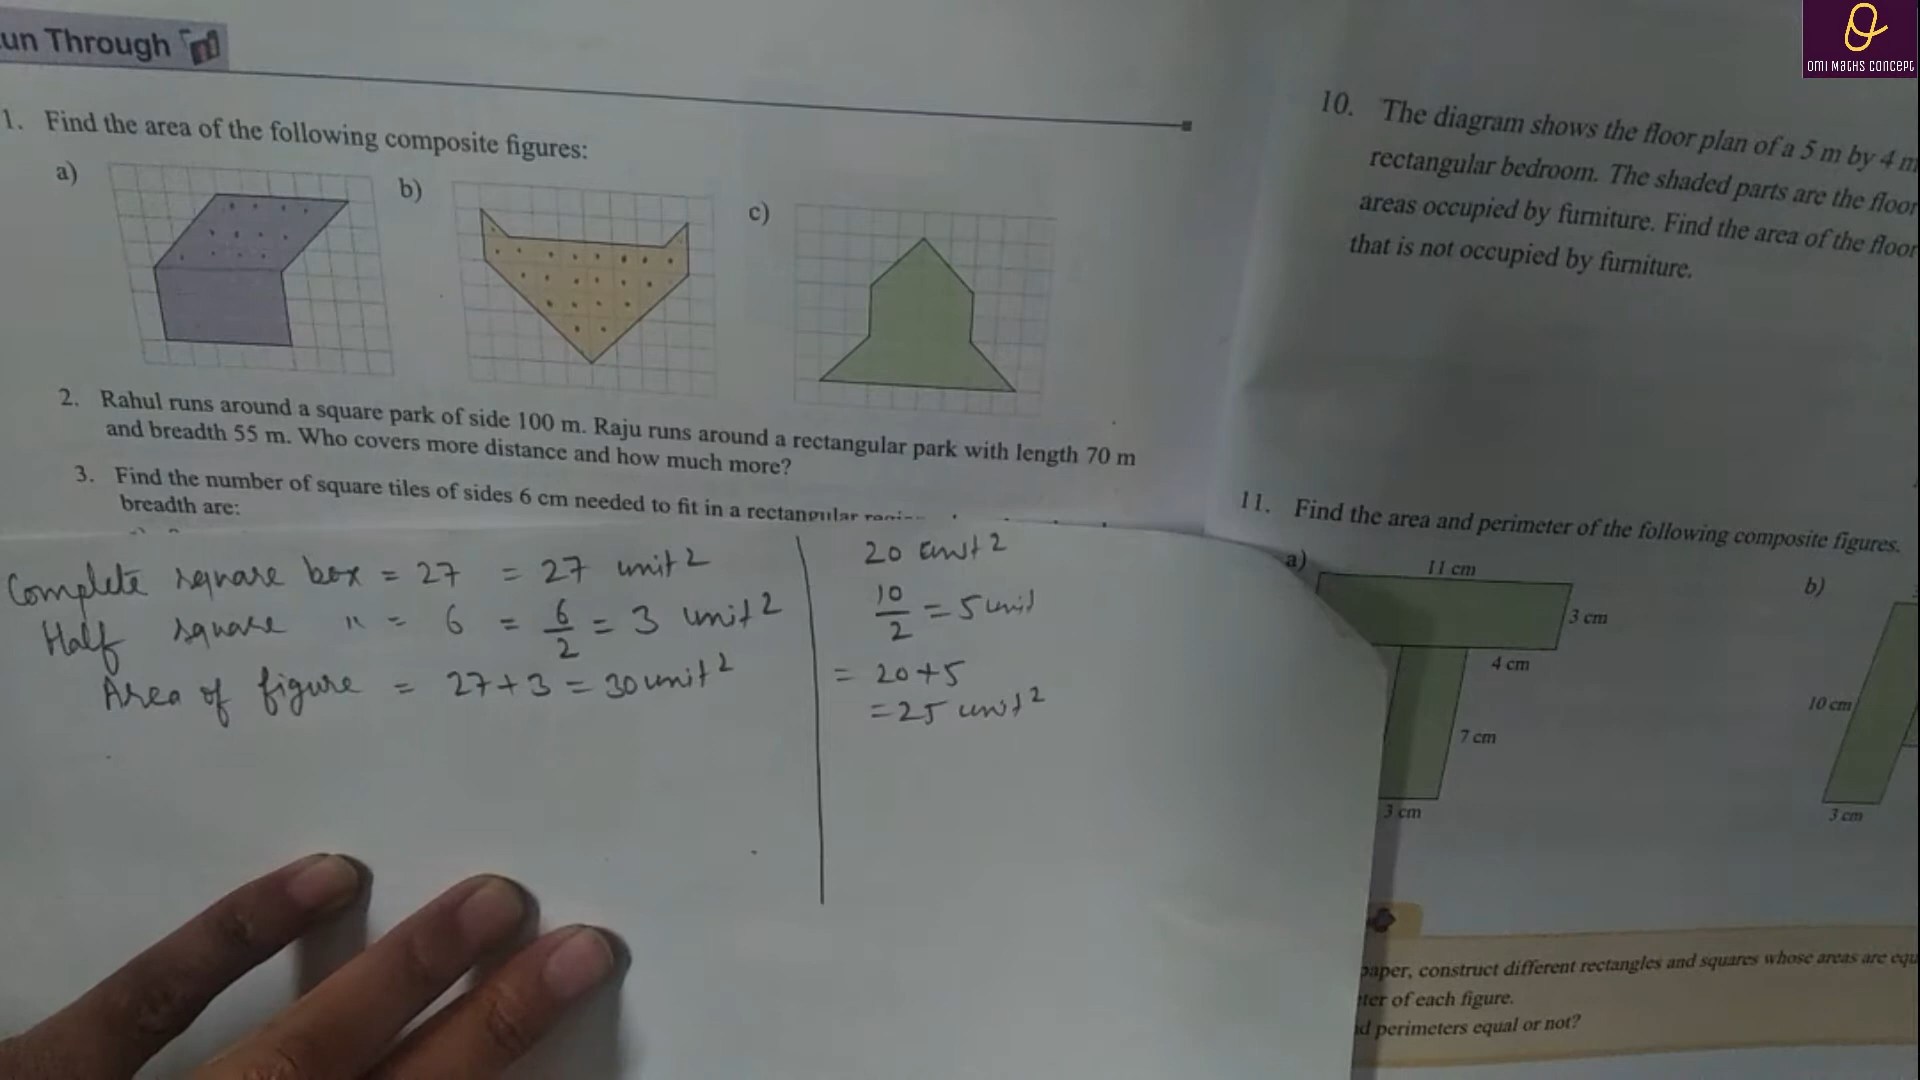 un Through
1. Find the area of the following composite figures:
a)
b)
c)
2. Rahul runs around a square park of side 100 m. Raju runs around a rectangular park with length 70 m
and breadth 55 m. Who covers more distance and how much more?
3. Find the number of square tiles of sides 6 cm needed to fit in a rectangular
breadth are:
Complete square box = 27 = 27 unit2
Half square " = 6 = 6/2 = 3 unit2
Area of figure = 27+3 = 30 unit2
20 unit2
10/2 = 5 unit
= 20+5
= 25 unit2
OMI MATHS CONCEPT
10. The diagram shows the floor plan of a 5 m by 4 m
rectangular bedroom. The shaded parts are the floor
areas occupied by furniture. Find the area of the floor
that is not occupied by furniture.
11. Find the area and perimeter of the following composite figures.
a)
11 cm
3 cm
4 cm
7 cm
3 cm
b)
10 cm
3 cm
paper, construct different rectangles and squares whose areas are equ
ter of each figure.
d perimeters equal or not?